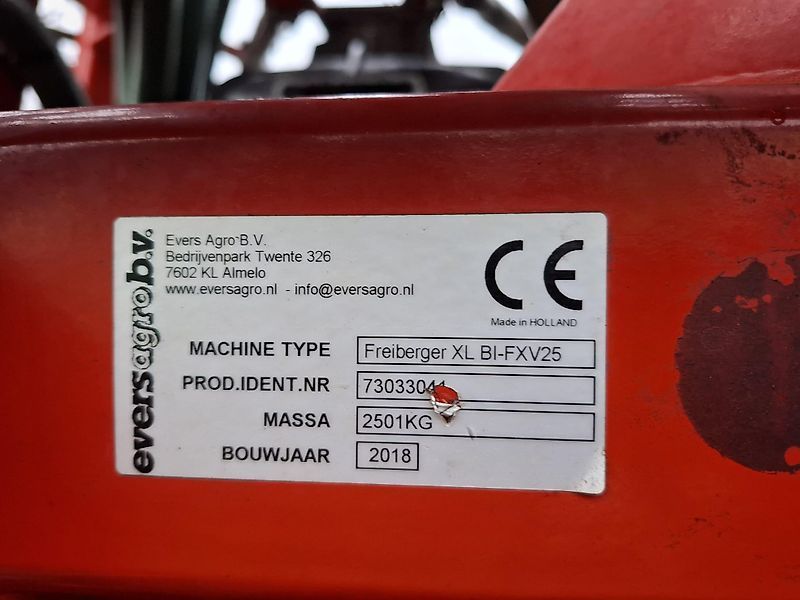 eversagro b.v.
Evers Agro B.V.
Bedrijvenpark Twente 326
7602 KL Almelo
www.eversagro.nl - info@eversagro.nl
CE
Made in HOLLAND
MACHINE TYPE Freiberger XL BI-FXV25
PROD.IDENT.NR 73033041
MASSA 2501KG
BOUWJAAR 2018